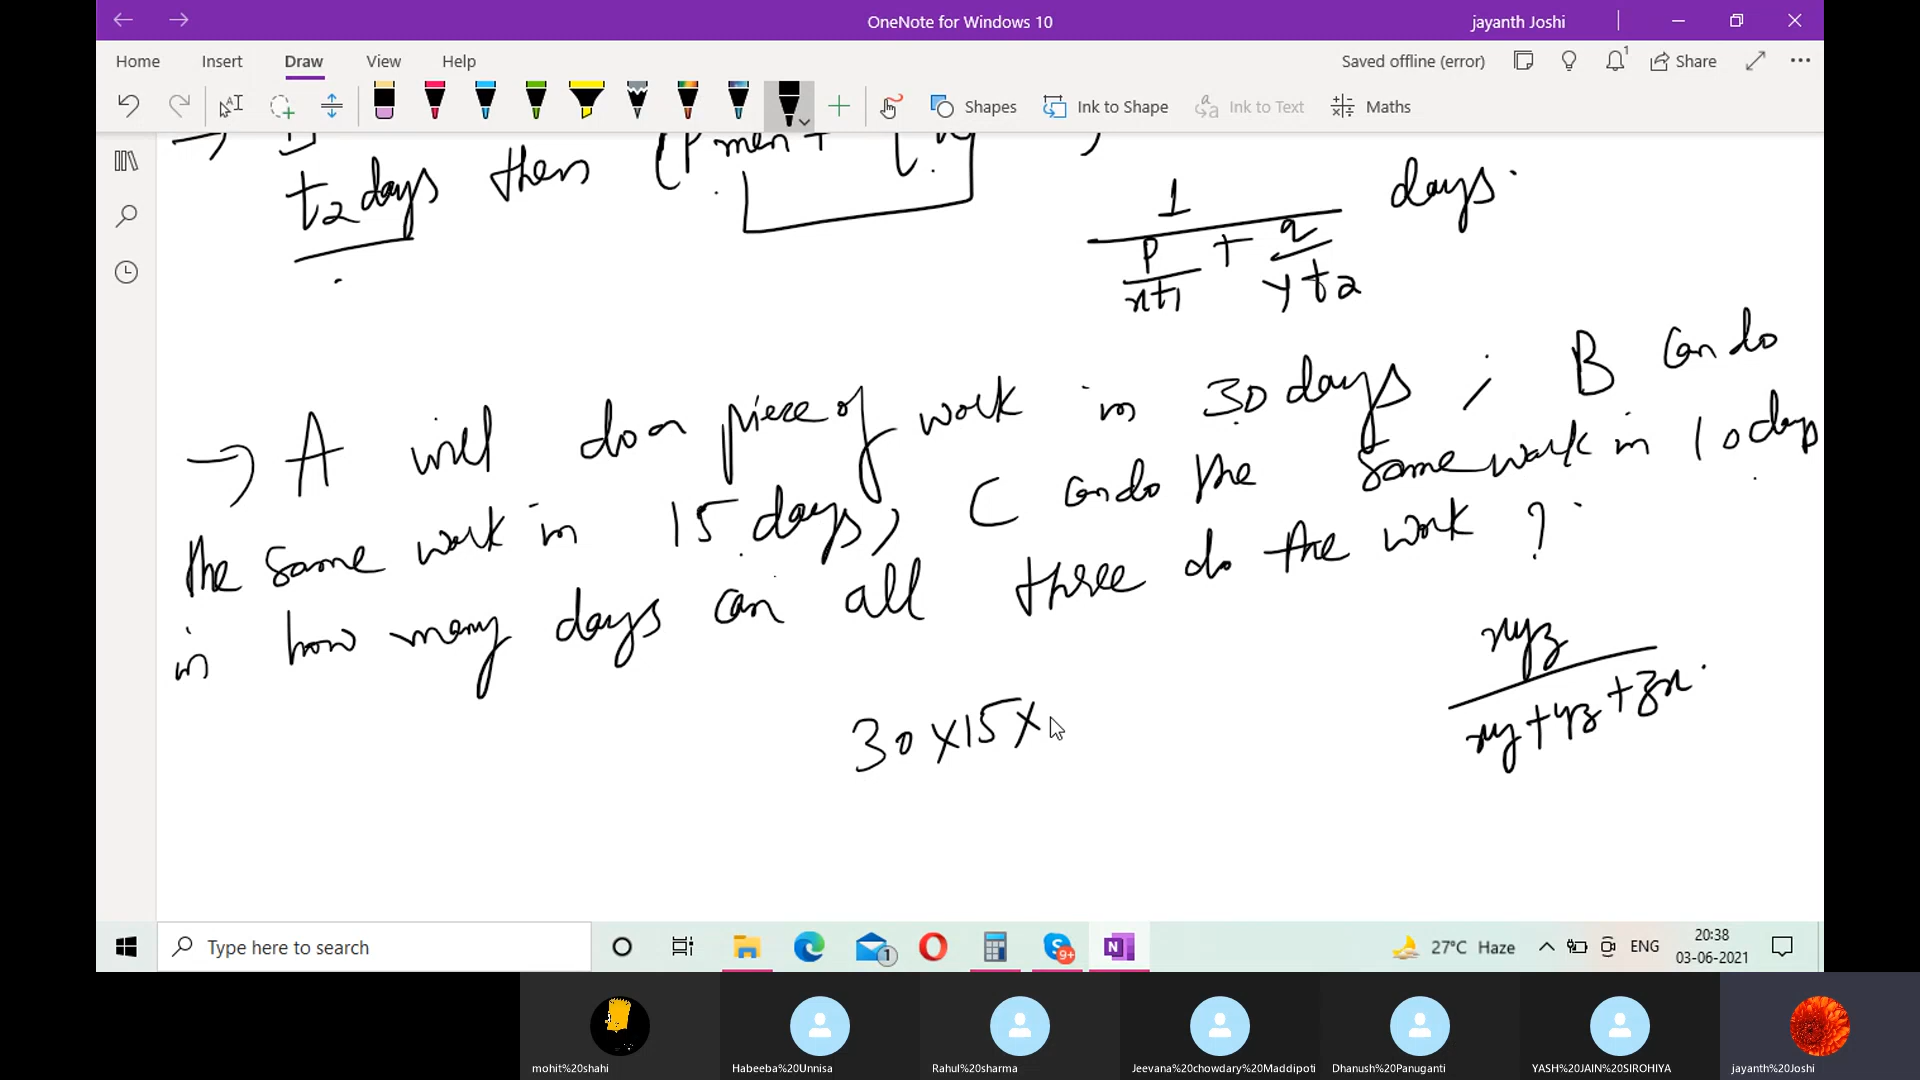 OneNote for Windows 10
jayanth Joshi
Home Insert Draw View Help
Saved offline (error) 1 Share
Shapes Ink to Shape Ink to Text Maths
t2 days then (P men +
1
days.
P + q
xt1 yt2
→ A will do a piece of work in 30 days, B can do
the same work in 15 days, C can do the same work in 10 days
in how many days can all three do the work ?
xyz
xy+yz+zx.
30 × 15 ×
Type here to search
1
9+
N
27°C Haze
ENG
20:38
03-06-2021
mohit%20shahi
Habeeba%20Unnisa
Rahul%20sharma
Jeevana%20chowdary%20Maddipoti
Dhanush%20Panuganti
YASH%20JAIN%20SIROHIYA
jayanth%20Joshi